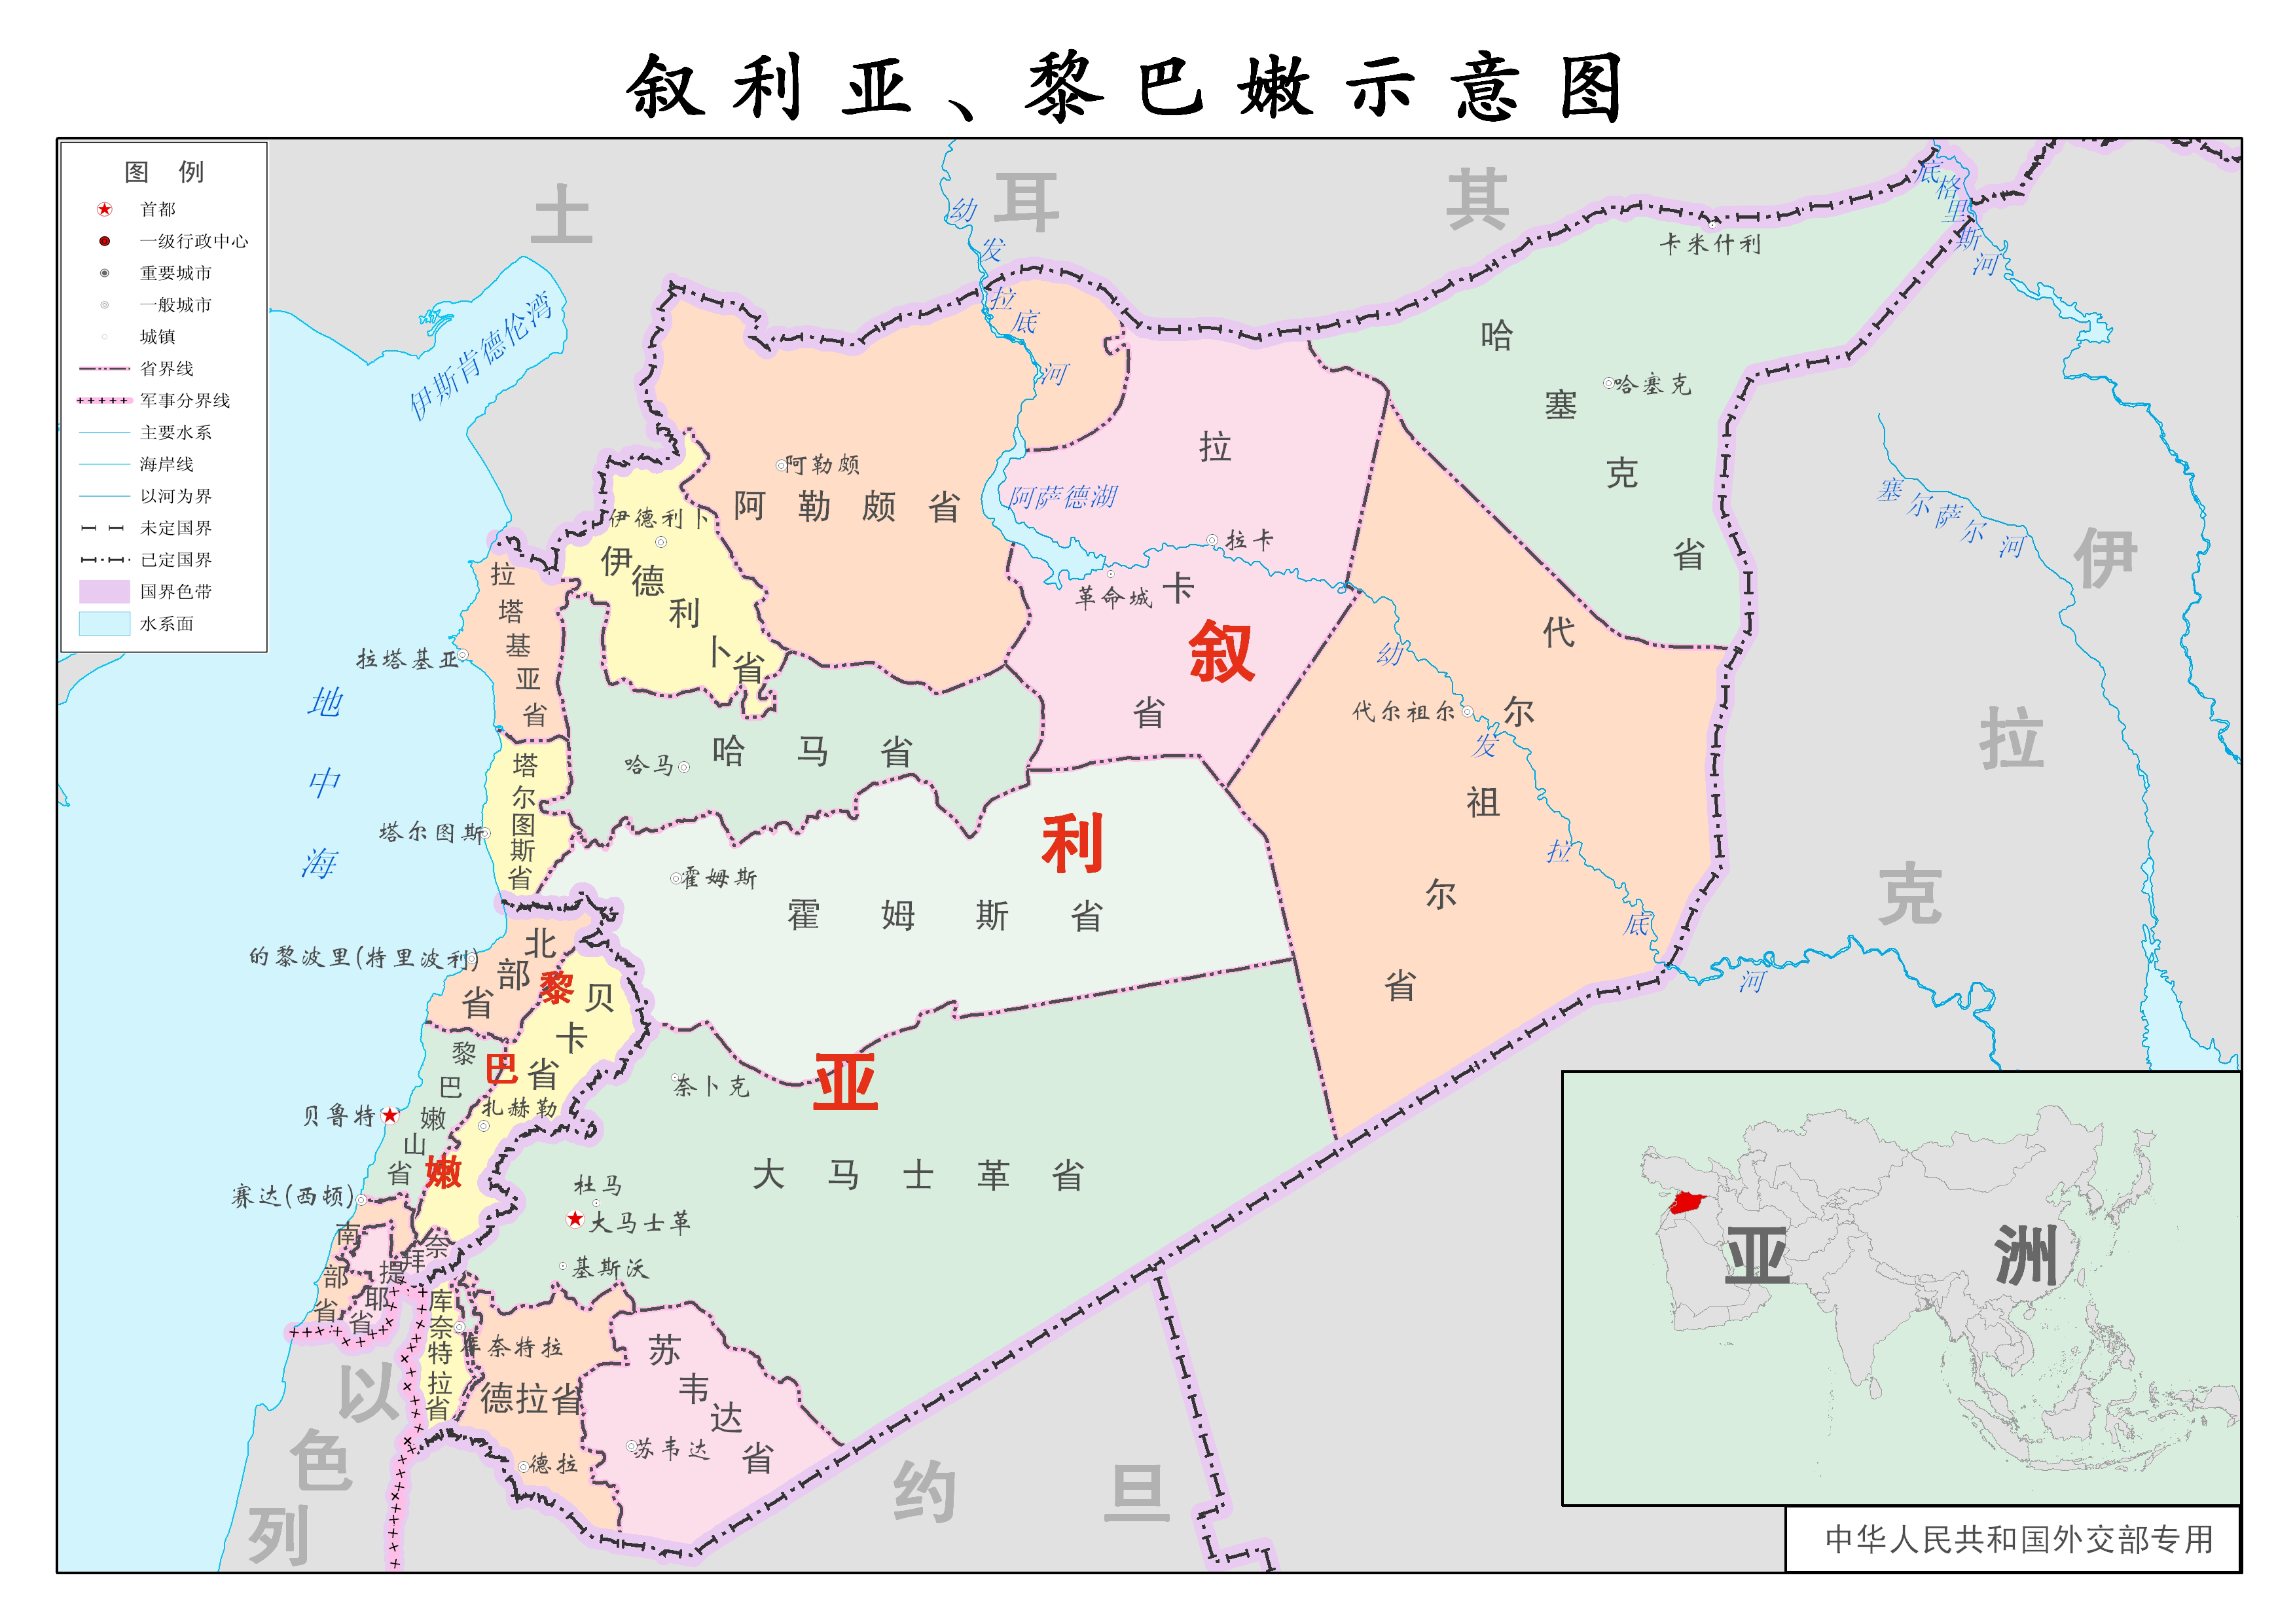 叙利亚、黎巴嫩示意图
图 例
首都
一级行政中心
重要城市
一般城市
城镇
省界线
军事分界线
主要水系
海岸线
以河为界
未定国界
已定国界
国界色带
水系面
土耳其
幼发拉底河
底格里斯河
卡米什利
伊斯肯德伦湾
哈塞克省
哈塞克
拉卡省
阿勒颇
阿勒颇省
阿萨德湖
塞尔萨尔河
伊拉克
伊德利卜
伊德利卜省
拉卡
革命城
拉塔基亚省
拉塔基亚
叙利亚
代尔祖尔省
代尔祖尔
幼发拉底河
地中海
哈马
哈马省
塔尔图斯省
塔尔图斯
霍姆斯
霍姆斯省
的黎波里(特里波利)
北部省
黎巴嫩
贝卡省
黎巴嫩山省
奈卜克
扎赫勒
贝鲁特
大马士革省
杜马
大马士革
赛达(西顿)
基斯沃
南部省
奈拜提耶省
库奈特拉省
库奈特拉
德拉省
德拉
苏韦达省
苏韦达
以色列
约旦
亚洲
中华人民共和国外交部专用